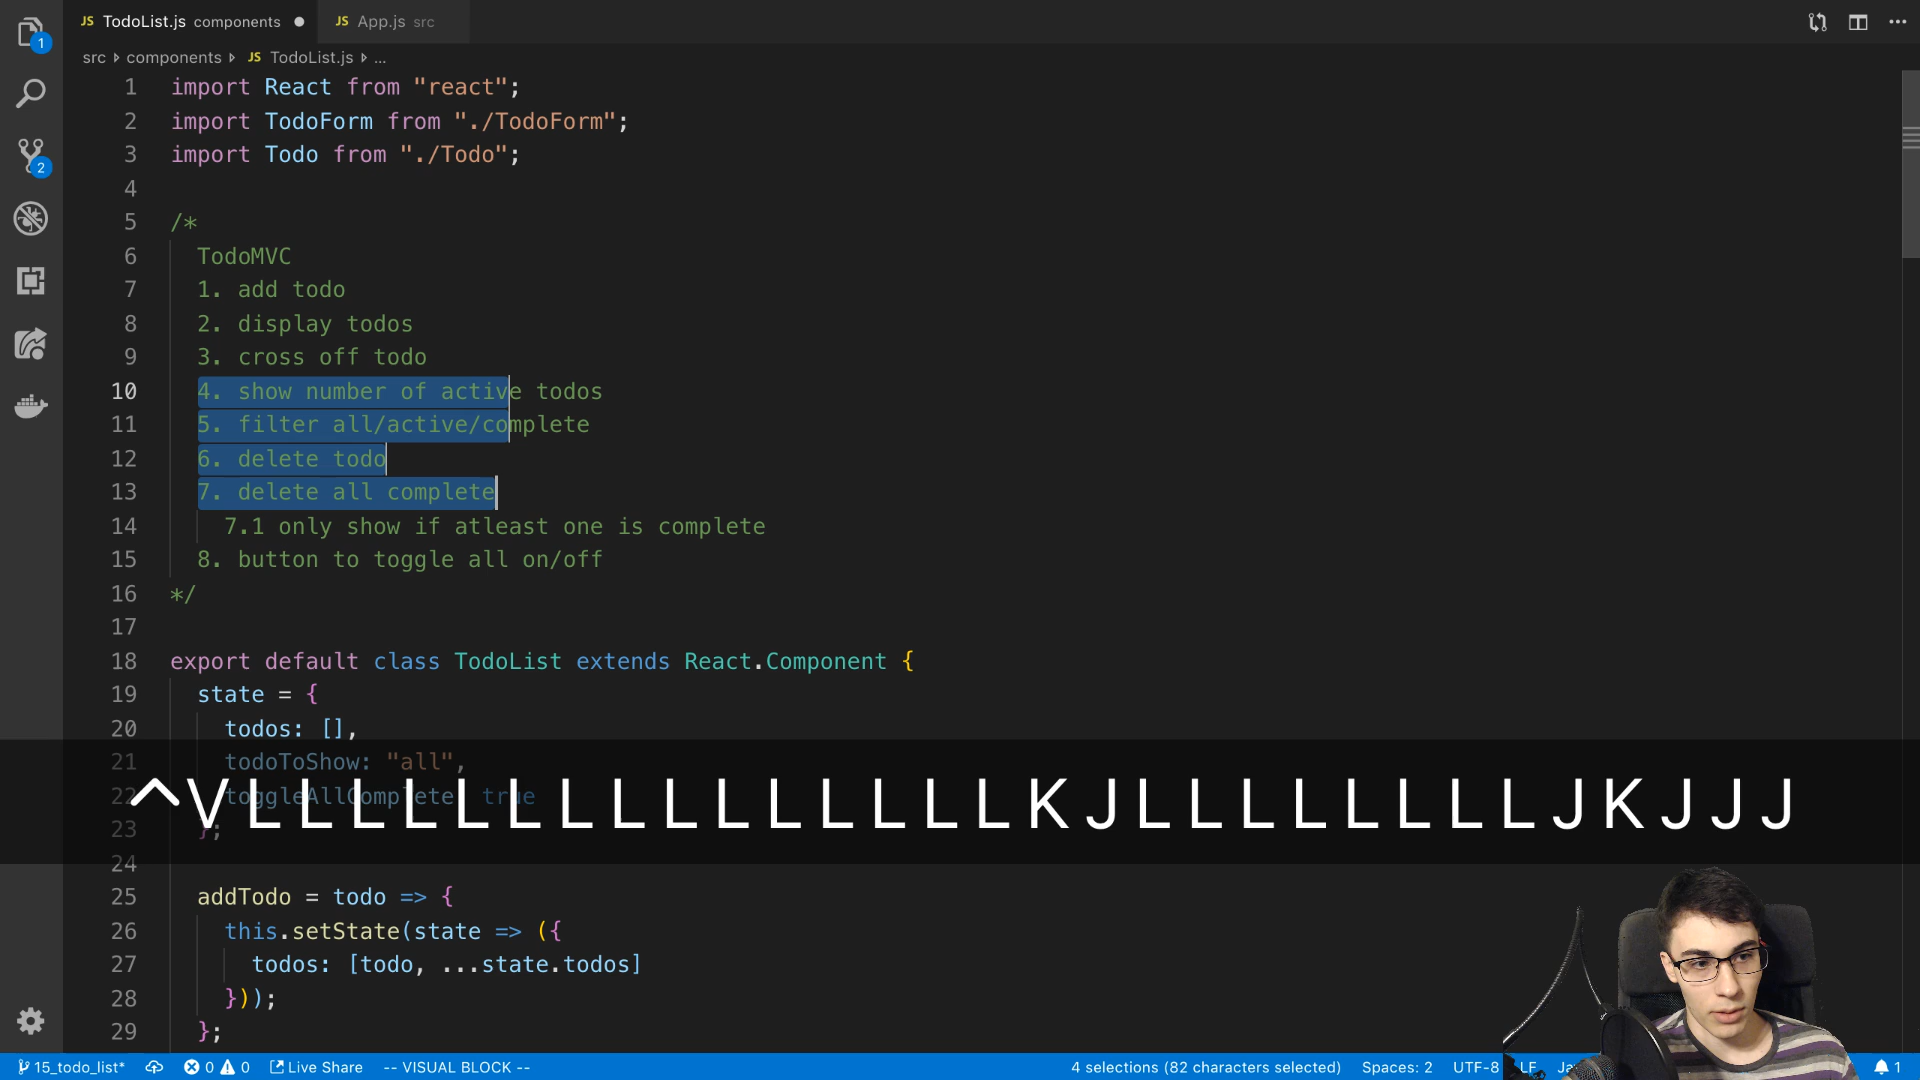 JS TodoList.js components ● JS App.js src
src components JS TodoList.js ...
1 import React from "react";
2 import TodoForm from "./TodoForm";
3 import Todo from "./Todo";
4
5 /*
6 TodoMVC
7 1. add todo
8 2. display todos
9 3. cross off todo
10 4. show number of active todos
11 5. filter all/active/complete
12 6. delete todo
13 7. delete all complete
14 7.1 only show if atleast one is complete
15 8. button to toggle all on/off
16 */
17
18 export default class TodoList extends React.Component {
19 state = {
20 todos: [],
21 todoToShow: "all",
22 toggleAllComplete: true
^VLLLLLLLLLLLLLLLKJLLLLLLLLJKJJJ
23 };
24
25 addTodo = todo => {
26 this.setState(state => ({
27 todos: [todo, ...state.todos]
28 }));
29 };
1
2
15_todo_list* 0 0 Live Share -- VISUAL BLOCK -- 4 selections (82 characters selected) Spaces: 2 UTF-8 LF 1